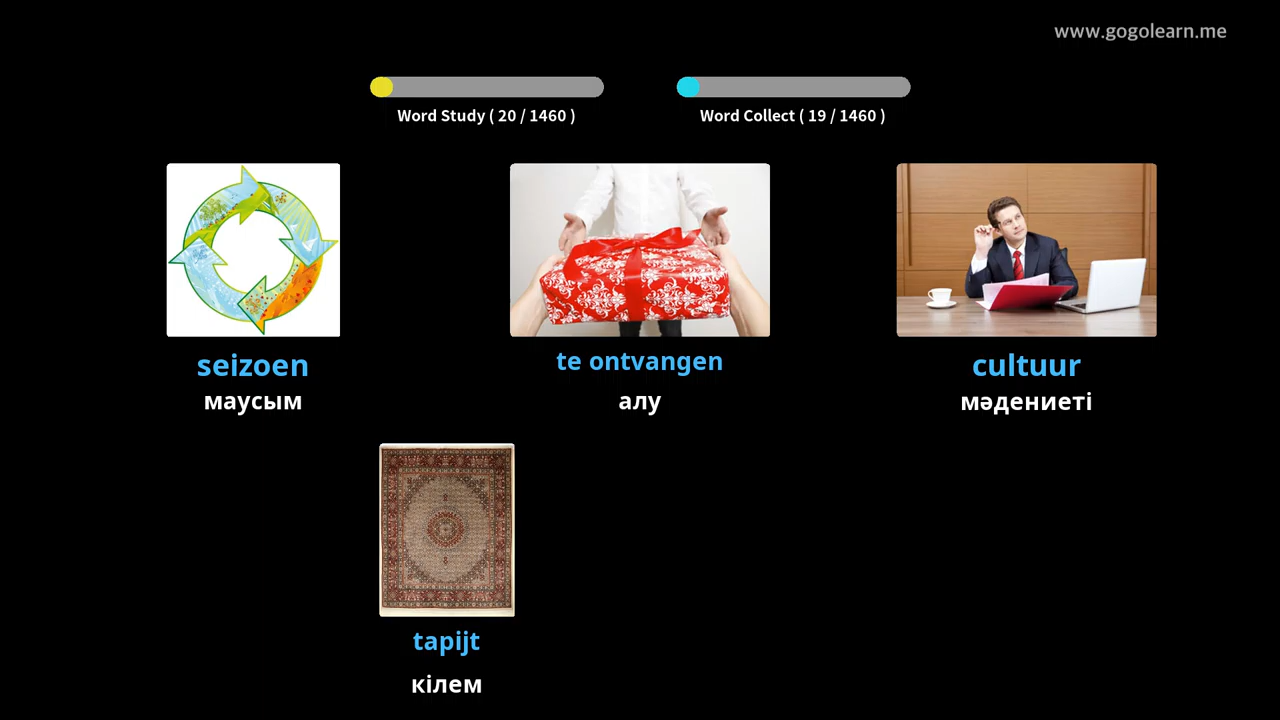 www.gogolearn.me
Word Study ( 20 / 1460 )
Word Collect ( 19 / 1460 )
seizoen
маусым
te ontvangen
алу
cultuur
мәдениеті
tapijt
кілем